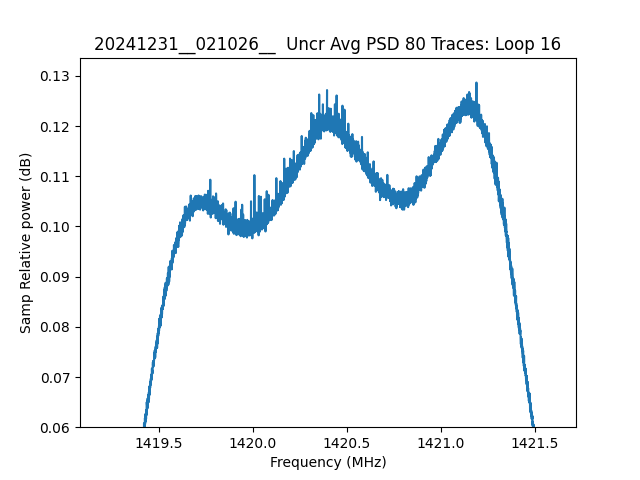 20241231__021026__  Uncr Avg PSD 80 Traces: Loop 16
0.13
0.12
0.11
0.10
0.09
0.08
0.07
0.06
Samp Relative power (dB)
1419.5 1420.0 1420.5 1421.0 1421.5
Frequency (MHz)